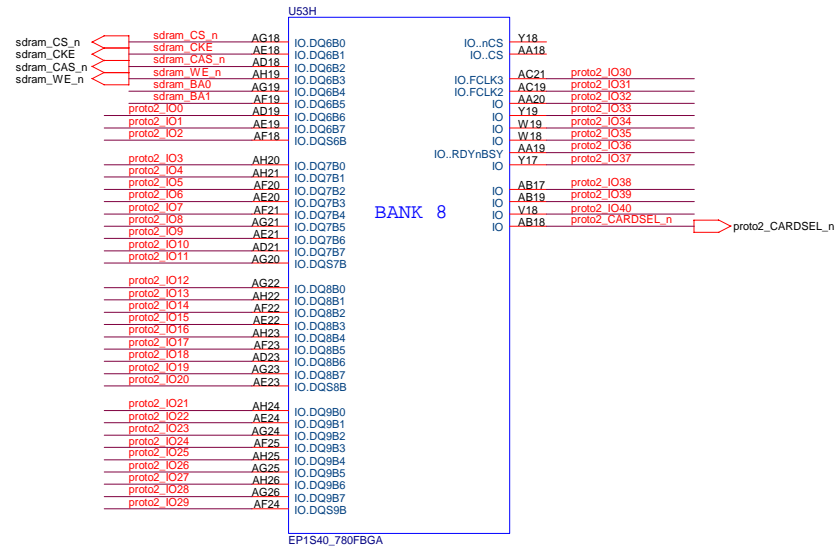 U53H
sdram_CS_n sdram_CS_n AG18 IO.DQ6B0 IO..nCS Y18
sdram_CKE sdram_CKE AE18 IO.DQ6B1 IO..CS AA18
sdram_CAS_n sdram_CAS_n AD18 IO.DQ6B2
sdram_WE_n sdram_WE_n AH19 IO.DQ6B3 IO.FCLK3 AC21 proto2_IO30
sdram_BA0 AG19 IO.DQ6B4 IO.FCLK2 AC19 proto2_IO31
sdram_BA1 AF19 IO.DQ6B5 IO AA20 proto2_IO32
proto2_IO0 AD19 IO.DQ6B6 IO Y19 proto2_IO33
proto2_IO1 AE19 IO.DQ6B7 IO W19 proto2_IO34
proto2_IO2 AF18 IO.DQS6B IO W18 proto2_IO35
IO..RDYnBSY AA19 proto2_IO36
proto2_IO3 AH20 IO.DQ7B0 IO Y17 proto2_IO37
proto2_IO4 AH21 IO.DQ7B1
proto2_IO5 AF20 IO.DQ7B2 IO AB17 proto2_IO38
proto2_IO6 AE20 IO.DQ7B3 IO AB19 proto2_IO39
proto2_IO7 AF21 IO.DQ7B4 BANK 8 IO V18 proto2_IO40
proto2_IO8 AG21 IO.DQ7B5 IO AB18 proto2_CARDSEL_n proto2_CARDSEL_n
proto2_IO9 AE21 IO.DQ7B6
proto2_IO10 AD21 IO.DQ7B7
proto2_IO11 AG20 IO.DQS7B
proto2_IO12 AG22 IO.DQ8B0
proto2_IO13 AH22 IO.DQ8B1
proto2_IO14 AF22 IO.DQ8B2
proto2_IO15 AE22 IO.DQ8B3
proto2_IO16 AH23 IO.DQ8B4
proto2_IO17 AF23 IO.DQ8B5
proto2_IO18 AD23 IO.DQ8B6
proto2_IO19 AG23 IO.DQ8B7
proto2_IO20 AE23 IO.DQS8B
proto2_IO21 AH24 IO.DQ9B0
proto2_IO22 AE24 IO.DQ9B1
proto2_IO23 AG24 IO.DQ9B2
proto2_IO24 AF25 IO.DQ9B3
proto2_IO25 AH25 IO.DQ9B4
proto2_IO26 AG25 IO.DQ9B5
proto2_IO27 AH26 IO.DQ9B6
proto2_IO28 AG26 IO.DQ9B7
proto2_IO29 AF24 IO.DQS9B
EP1S40_780FBGA